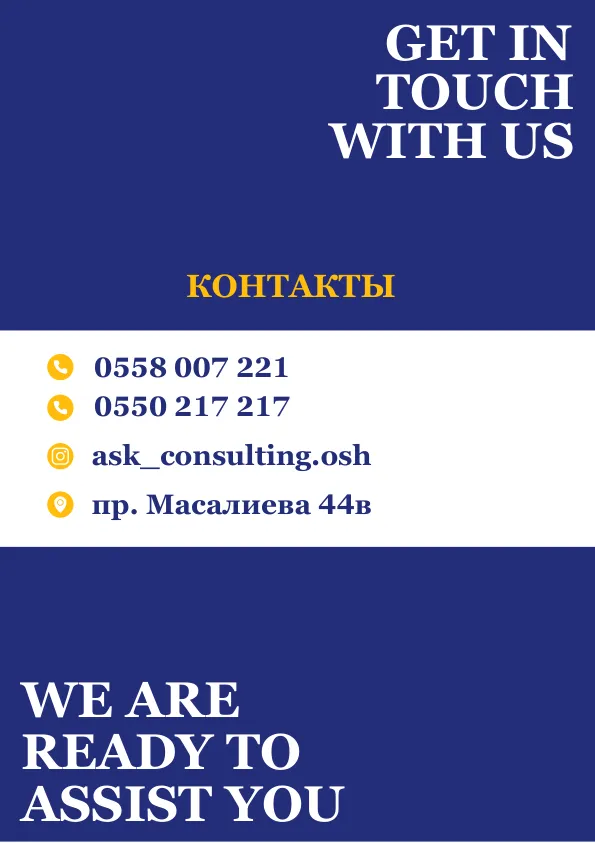 GET IN
TOUCH
WITH US
КОНТАКТЫ
0558 007 221
0550 217 217
ask_consulting.osh
пр. Масалиева 44в
WE ARE
READY TO
ASSIST YOU